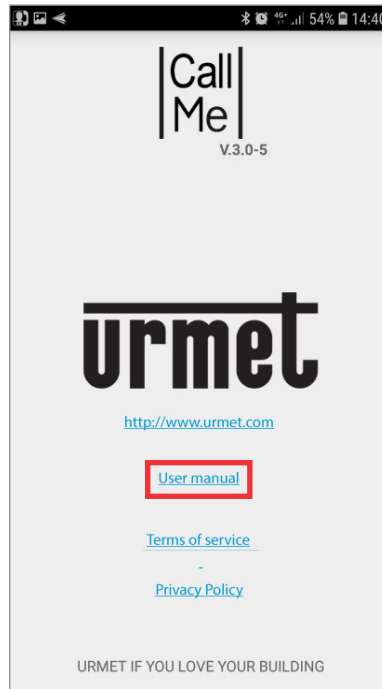 54% 14:40
Call
Me
V.3.0-5
urmet
http://www.urmet.com
User manual
Terms of service
-
Privacy Policy
URMET IF YOU LOVE YOUR BUILDING